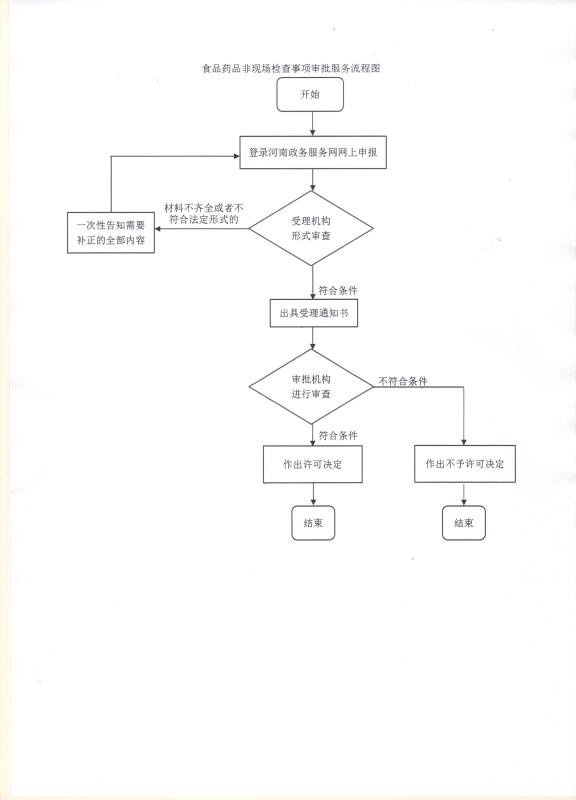 食品药品非现场检查事项审批服务流程图
开始
登录河南政务服务网网上申报
材料不齐全或者不
符合法定形式的
受理机构
形式审查
一次性告知需要
补正的全部内容
符合条件
出具受理通知书
审批机构
进行审查
不符合条件
符合条件
作出许可决定
作出不予许可决定
结束
结束